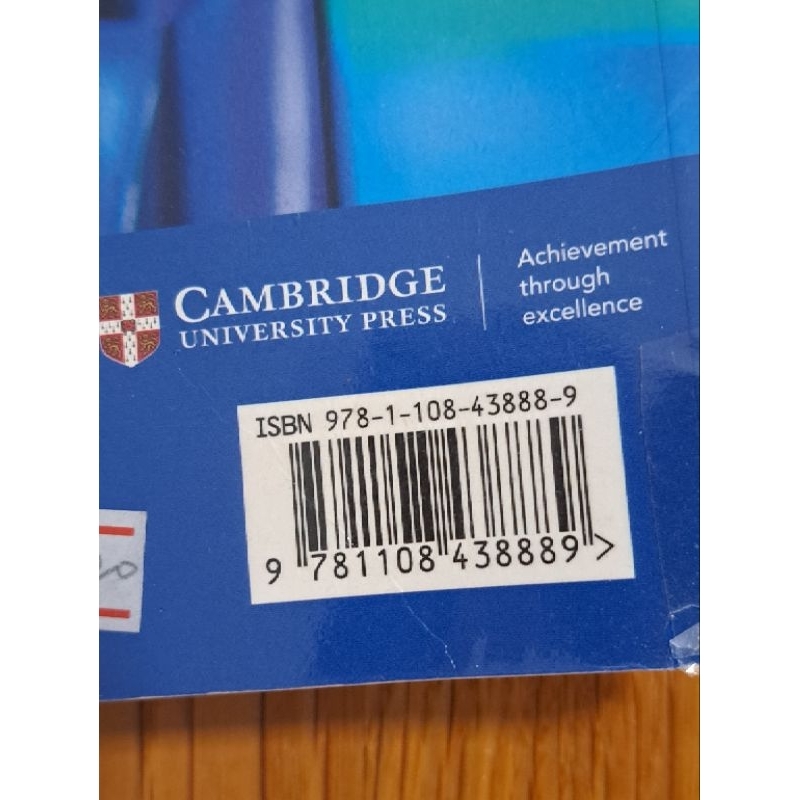 CAMBRIDGE
UNIVERSITY PRESS
Achievement
through
excellence
ISBN 978-1-108-43888-9
9 781108 438889 >